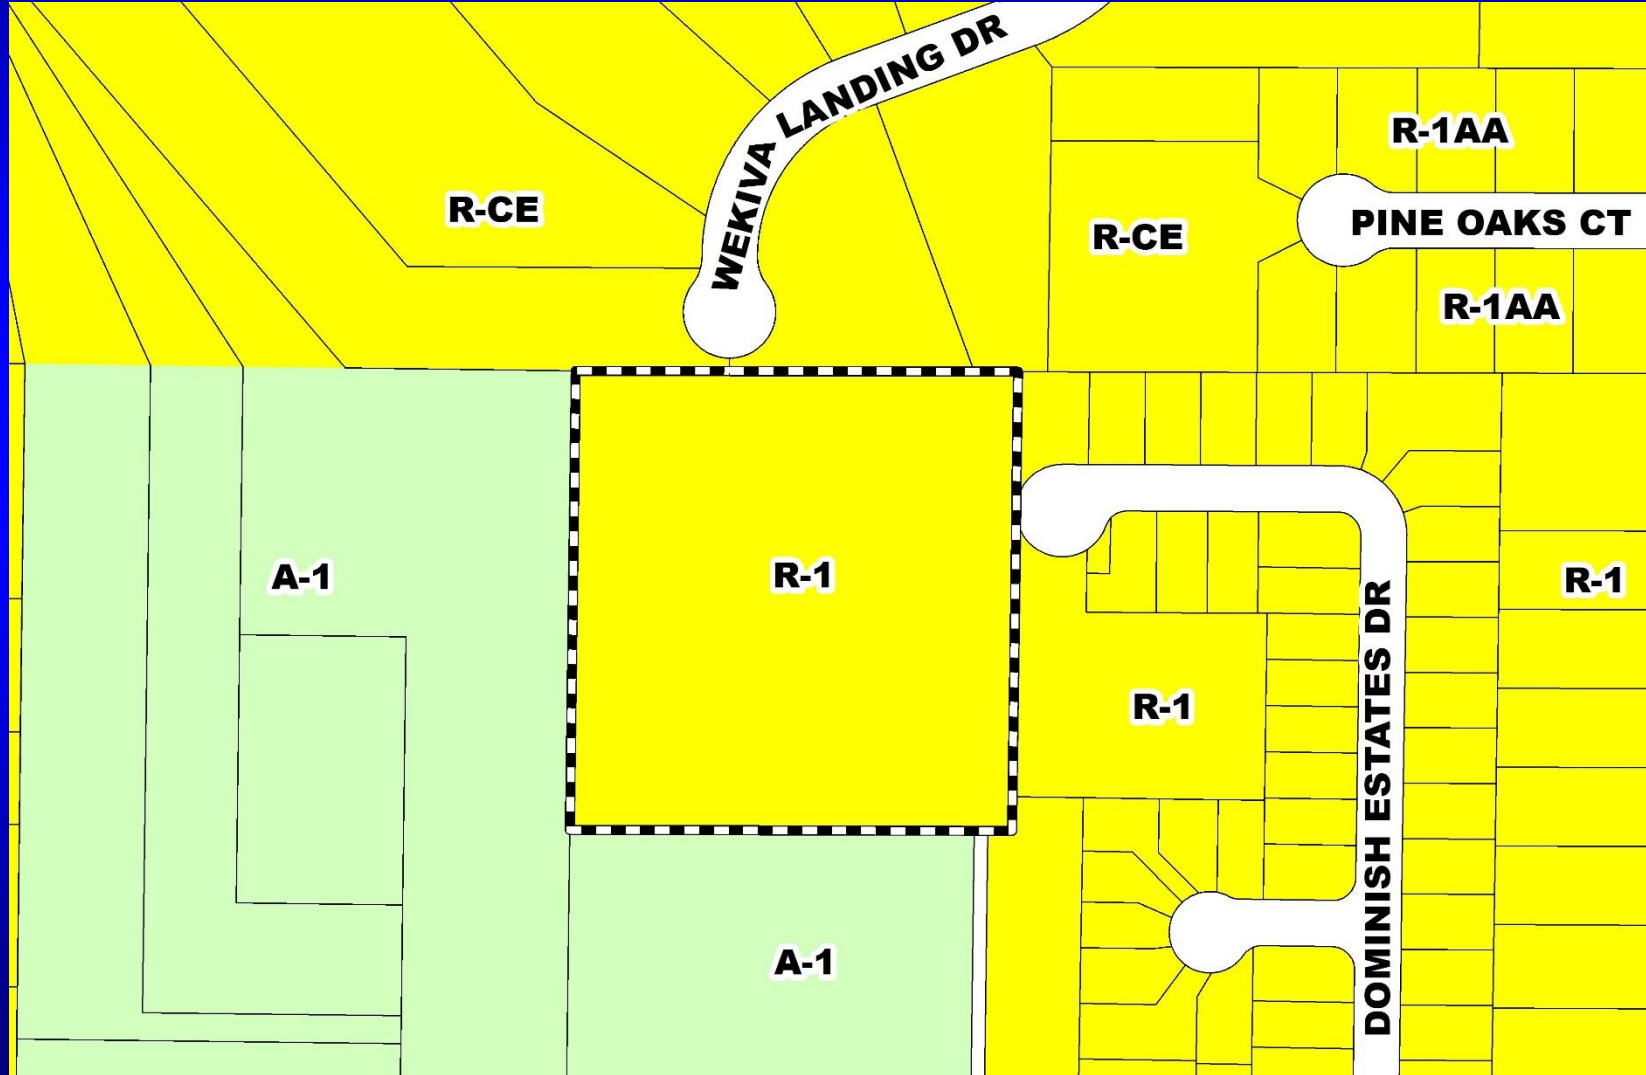 WEKIVA LANDING DR
R-1AA
R-CE
PINE OAKS CT
R-CE
R-1AA
A-1
R-1
R-1
R-1
DOMINISH ESTATES DR
A-1